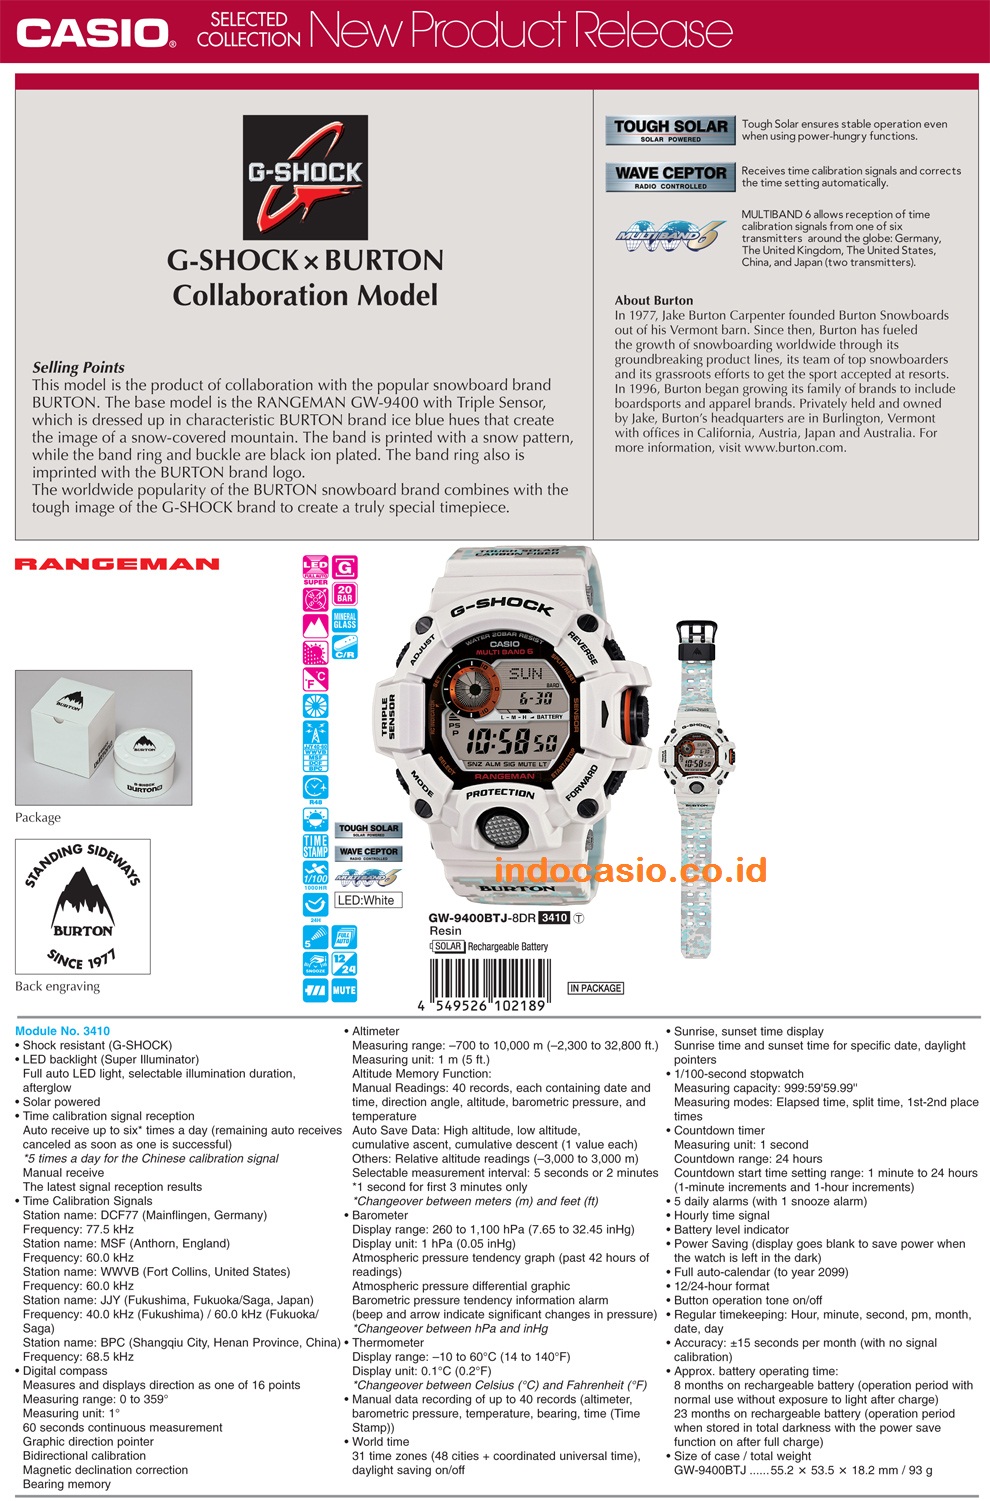 CASIO® SELECTED COLLECTION New Product Release
G-SHOCK
G-SHOCK × BURTON
Collaboration Model
Selling Points
This model is the product of collaboration with the popular snowboard brand
BURTON. The base model is the RANGEMAN GW-9400 with Triple Sensor,
which is dressed up in characteristic BURTON brand ice blue hues that create
the image of a snow-covered mountain. The band is printed with a snow pattern,
while the band ring and buckle are black ion plated. The band ring also is
imprinted with the BURTON brand logo.
The worldwide popularity of the BURTON snowboard brand combines with the
tough image of the G-SHOCK brand to create a truly special timepiece.
TOUGH SOLAR
SOLAR POWERED
Tough Solar ensures stable operation even
when using power-hungry functions.
WAVE CEPTOR
RADIO CONTROLLED
Receives time calibration signals and corrects
the time setting automatically.
MULTIBAND 6
MULTIBAND 6 allows reception of time
calibration signals from one of six
transmitters around the globe: Germany,
The United Kingdom, The United States,
China, and Japan (two transmitters).
About Burton
In 1977, Jake Burton Carpenter founded Burton Snowboards
out of his Vermont barn. Since then, Burton has fueled
the growth of snowboarding worldwide through its
groundbreaking product lines, its team of top snowboarders
and its grassroots efforts to get the sport accepted at resorts.
In 1996, Burton began growing its family of brands to include
boardsports and apparel brands. Privately held and owned
by Jake, Burton's headquarters are in Burlington, Vermont
with offices in California, Austria, Japan and Australia. For
more information, visit www.burton.com.
RANGEMAN
BURTON
BURTON
G-SHOCK
BURTON
Package
STANDING SIDEWAYS
BURTON
SINCE 1977
Back engraving
LED
FULL AUTO
SUPER
G
20
BAR
MINERAL
GLASS
C/R
°F °C
WWVB
MSF
DCF
BPC
R48
TIME
STAMP
1/100
1000HR
24H
5
FULL
AUTO
SNOOZE
12/24
MUTE
TOUGH SOLAR
SOLAR POWERED
WAVE CEPTOR
RADIO CONTROLLED
MULTIBAND 6
LED:White
TOUGH SOLAR
CARBON FIBER
G-SHOCK
ADJUST
REVERSE
WATER 20BAR RESIST
CASIO
MULTI BAND 6
TRIPLE
SENSOR
SUN
6-30
L - M - H BATTERY
PS
P
10:58 50
SNZ ALM SIG MUTE LT
RANGEMAN
MODE
PROTECTION
FORWARD
BURTON
G-SHOCK
10:58 50
BURTON
indocasio.co.id
GW-9400BTJ-8DR 3410 T
Resin
SOLAR Rechargeable Battery
4 549526 102189
IN PACKAGE
Module No. 3410
• Shock resistant (G-SHOCK)
• LED backlight (Super Illuminator)
Full auto LED light, selectable illumination duration,
afterglow
• Solar powered
• Time calibration signal reception
Auto receive up to six* times a day (remaining auto receives
canceled as soon as one is successful)
*5 times a day for the Chinese calibration signal
Manual receive
The latest signal reception results
• Time Calibration Signals
Station name: DCF77 (Mainflingen, Germany)
Frequency: 77.5 kHz
Station name: MSF (Anthorn, England)
Frequency: 60.0 kHz
Station name: WWVB (Fort Collins, United States)
Frequency: 60.0 kHz
Station name: JJY (Fukushima, Fukuoka/Saga, Japan)
Frequency: 40.0 kHz (Fukushima) / 60.0 kHz (Fukuoka/
Saga)
Station name: BPC (Shangqiu City, Henan Province, China)
Frequency: 68.5 kHz
• Digital compass
Measures and displays direction as one of 16 points
Measuring range: 0 to 359°
Measuring unit: 1°
60 seconds continuous measurement
Graphic direction pointer
Bidirectional calibration
Magnetic declination correction
Bearing memory
• Altimeter
Measuring range: –700 to 10,000 m (–2,300 to 32,800 ft.)
Measuring unit: 1 m (5 ft.)
Altitude Memory Function:
Manual Readings: 40 records, each containing date and
time, direction angle, altitude, barometric pressure, and
temperature
Auto Save Data: High altitude, low altitude,
cumulative ascent, cumulative descent (1 value each)
Others: Relative altitude readings (–3,000 to 3,000 m)
Selectable measurement interval: 5 seconds or 2 minutes
*1 second for first 3 minutes only
*Changeover between meters (m) and feet (ft)
• Barometer
Display range: 260 to 1,100 hPa (7.65 to 32.45 inHg)
Display unit: 1 hPa (0.05 inHg)
Atmospheric pressure tendency graph (past 42 hours of
readings)
Atmospheric pressure differential graphic
Barometric pressure tendency information alarm
(beep and arrow indicate significant changes in pressure)
*Changeover between hPa and inHg
• Thermometer
Display range: –10 to 60°C (14 to 140°F)
Display unit: 0.1°C (0.2°F)
*Changeover between Celsius (°C) and Fahrenheit (°F)
• Manual data recording of up to 40 records (altimeter,
barometric pressure, temperature, bearing, time (Time
Stamp))
• World time
31 time zones (48 cities + coordinated universal time),
daylight saving on/off
• Sunrise, sunset time display
Sunrise time and sunset time for specific date, daylight
pointers
• 1/100-second stopwatch
Measuring capacity: 999:59'59.99''
Measuring modes: Elapsed time, split time, 1st-2nd place
times
• Countdown timer
Measuring unit: 1 second
Countdown range: 24 hours
Countdown start time setting range: 1 minute to 24 hours
(1-minute increments and 1-hour increments)
• 5 daily alarms (with 1 snooze alarm)
• Hourly time signal
• Battery level indicator
• Power Saving (display goes blank to save power when
the watch is left in the dark)
• Full auto-calendar (to year 2099)
• 12/24-hour format
• Button operation tone on/off
• Regular timekeeping: Hour, minute, second, pm, month,
date, day
• Accuracy: ±15 seconds per month (with no signal
calibration)
• Approx. battery operating time:
8 months on rechargeable battery (operation period with
normal use without exposure to light after charge)
23 months on rechargeable battery (operation period
when stored in total darkness with the power save
function on after full charge)
• Size of case / total weight
GW-9400BTJ ...... 55.2 × 53.5 × 18.2 mm / 93 g